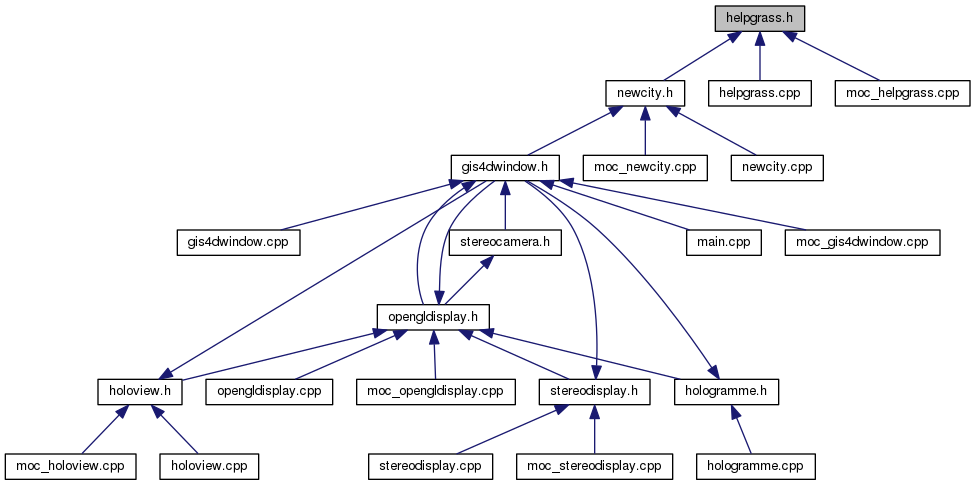 helpgrass.h
newcity.h
helpgrass.cpp
moc_helpgrass.cpp
gis4dwindow.h
moc_newcity.cpp
newcity.cpp
gis4dwindow.cpp
stereocamera.h
main.cpp
moc_gis4dwindow.cpp
opengldisplay.h
holoview.h
opengldisplay.cpp
moc_opengldisplay.cpp
stereodisplay.h
hologramme.h
moc_holoview.cpp
holoview.cpp
stereodisplay.cpp
moc_stereodisplay.cpp
hologramme.cpp